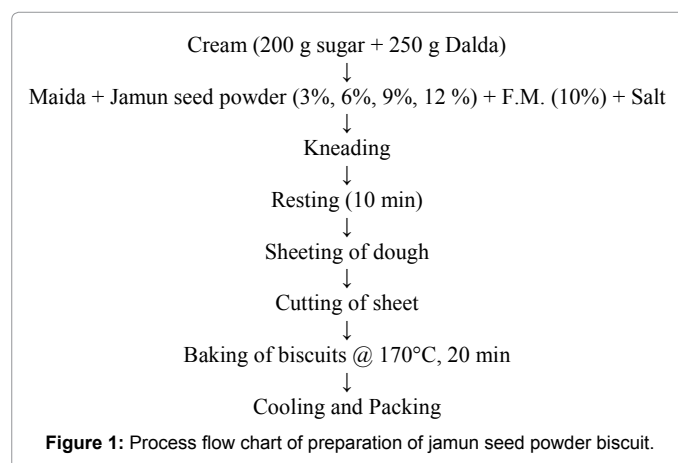 Cream (200 g sugar + 250 g Dalda)
↓
Maida + Jamun seed powder (3%, 6%, 9%, 12 %) + F.M. (10%) + Salt
↓
Kneading
↓
Resting (10 min)
↓
Sheeting of dough
↓
Cutting of sheet
↓
Baking of biscuits @ 170°C, 20 min
↓
Cooling and Packing
Figure 1: Process flow chart of preparation of jamun seed powder biscuit.